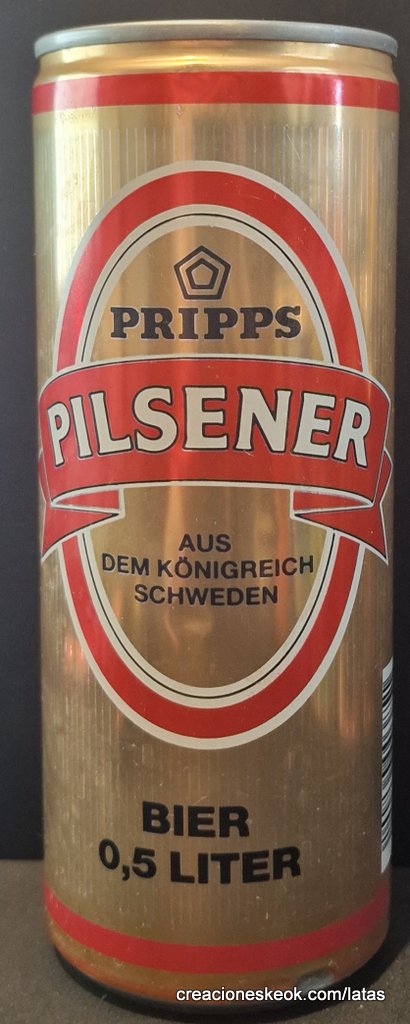 PRIPPS
PILSENER
AUS
DEM KÖNIGREICH
SCHWEDEN
BIER
0,5 LITER
creacioneskeok.com/latas